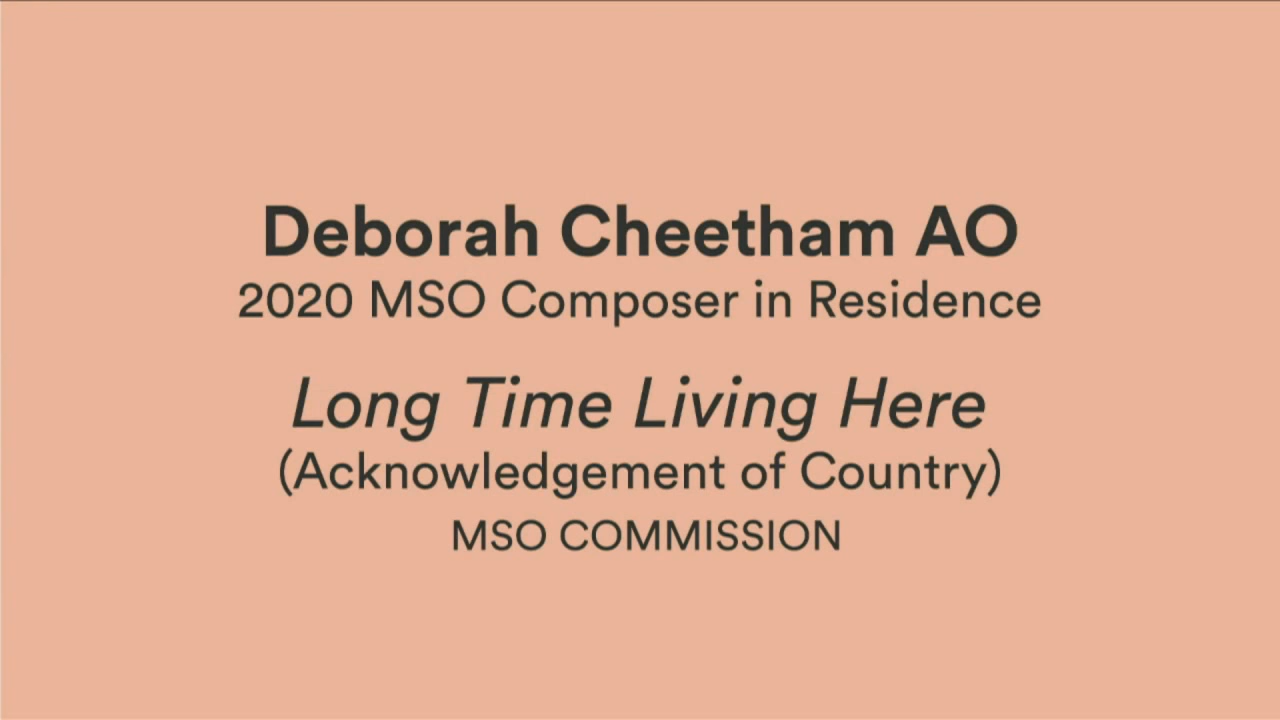 Deborah Cheetham AO
2020 MSO Composer in Residence
Long Time Living Here
(Acknowledgement of Country)
MSO COMMISSION